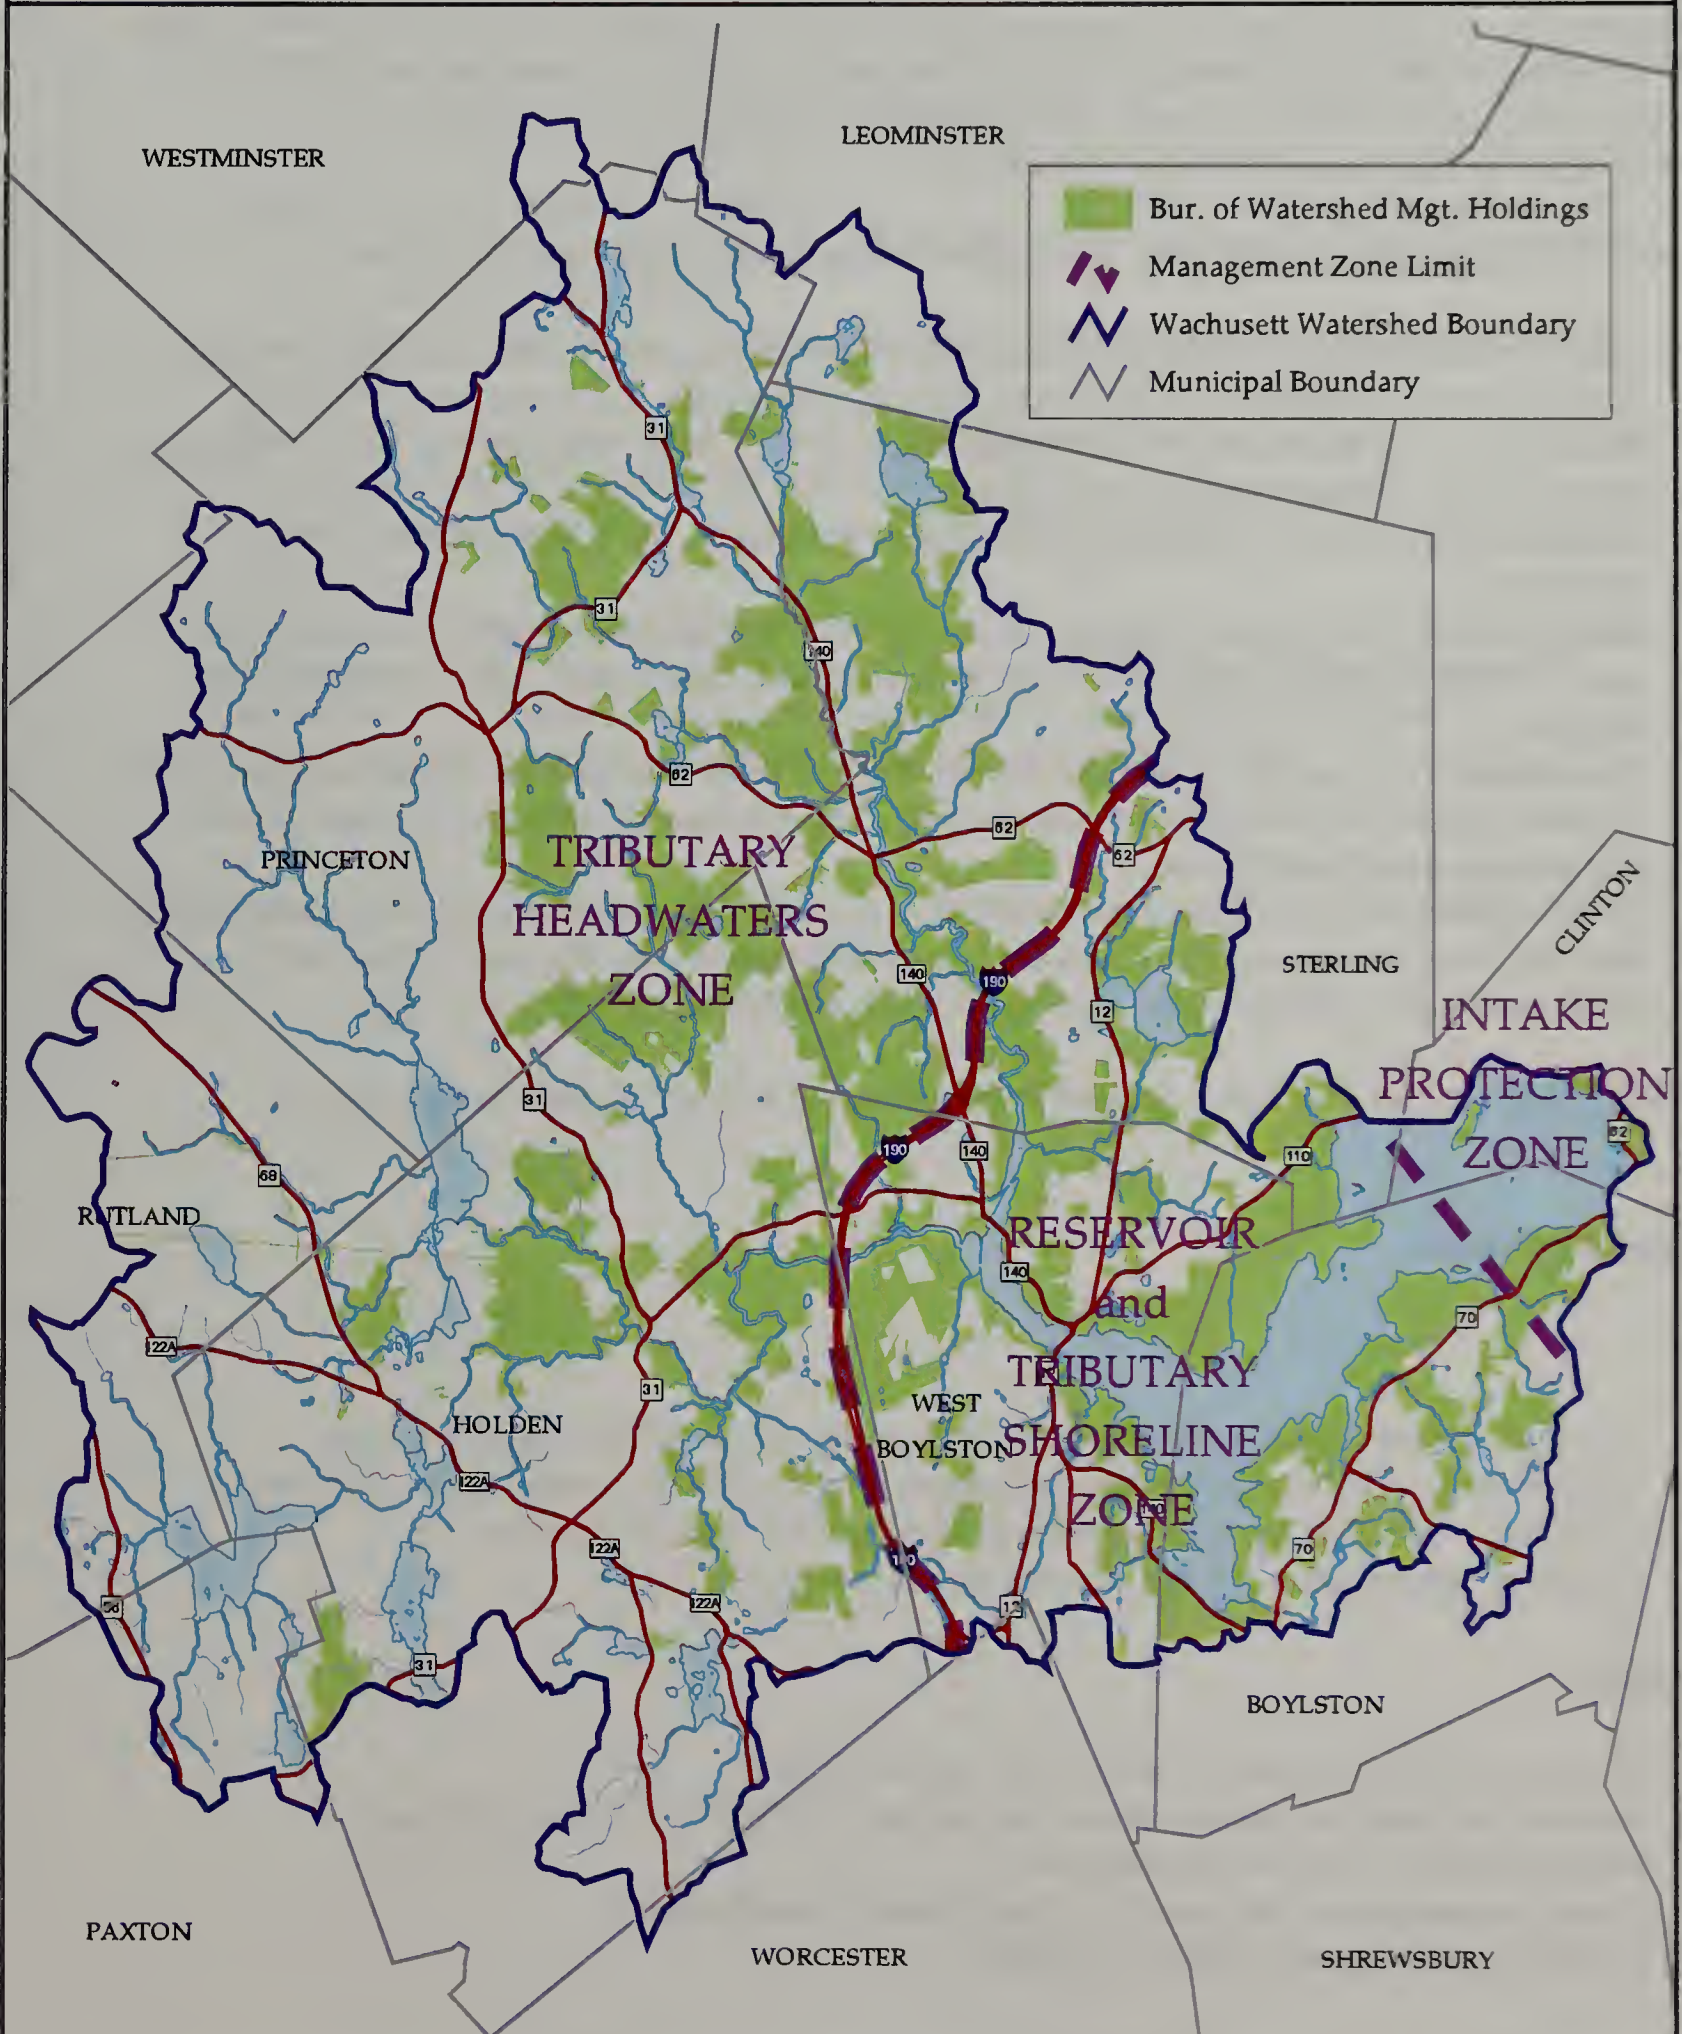 WESTMINSTER
LEOMINSTER
Bur. of Watershed Mgt. Holdings
Management Zone Limit
Wachusett Watershed Boundary
Municipal Boundary
31
31
140
62
62
62
PRINCETON
TRIBUTARY
HEADWATERS
ZONE
140
190
12
STERLING
CLINTON
INTAKE
PROTECTION
ZONE
31
190
140
110
62
68
RUTLAND
RESERVOIR
and
TRIBUTARY
SHORELINE
ZONE
140
70
122A
31
HOLDEN
WEST
BOYLSTON
122A
122A
190
70
122A
12
56
31
BOYLSTON
PAXTON
WORCESTER
SHREWSBURY